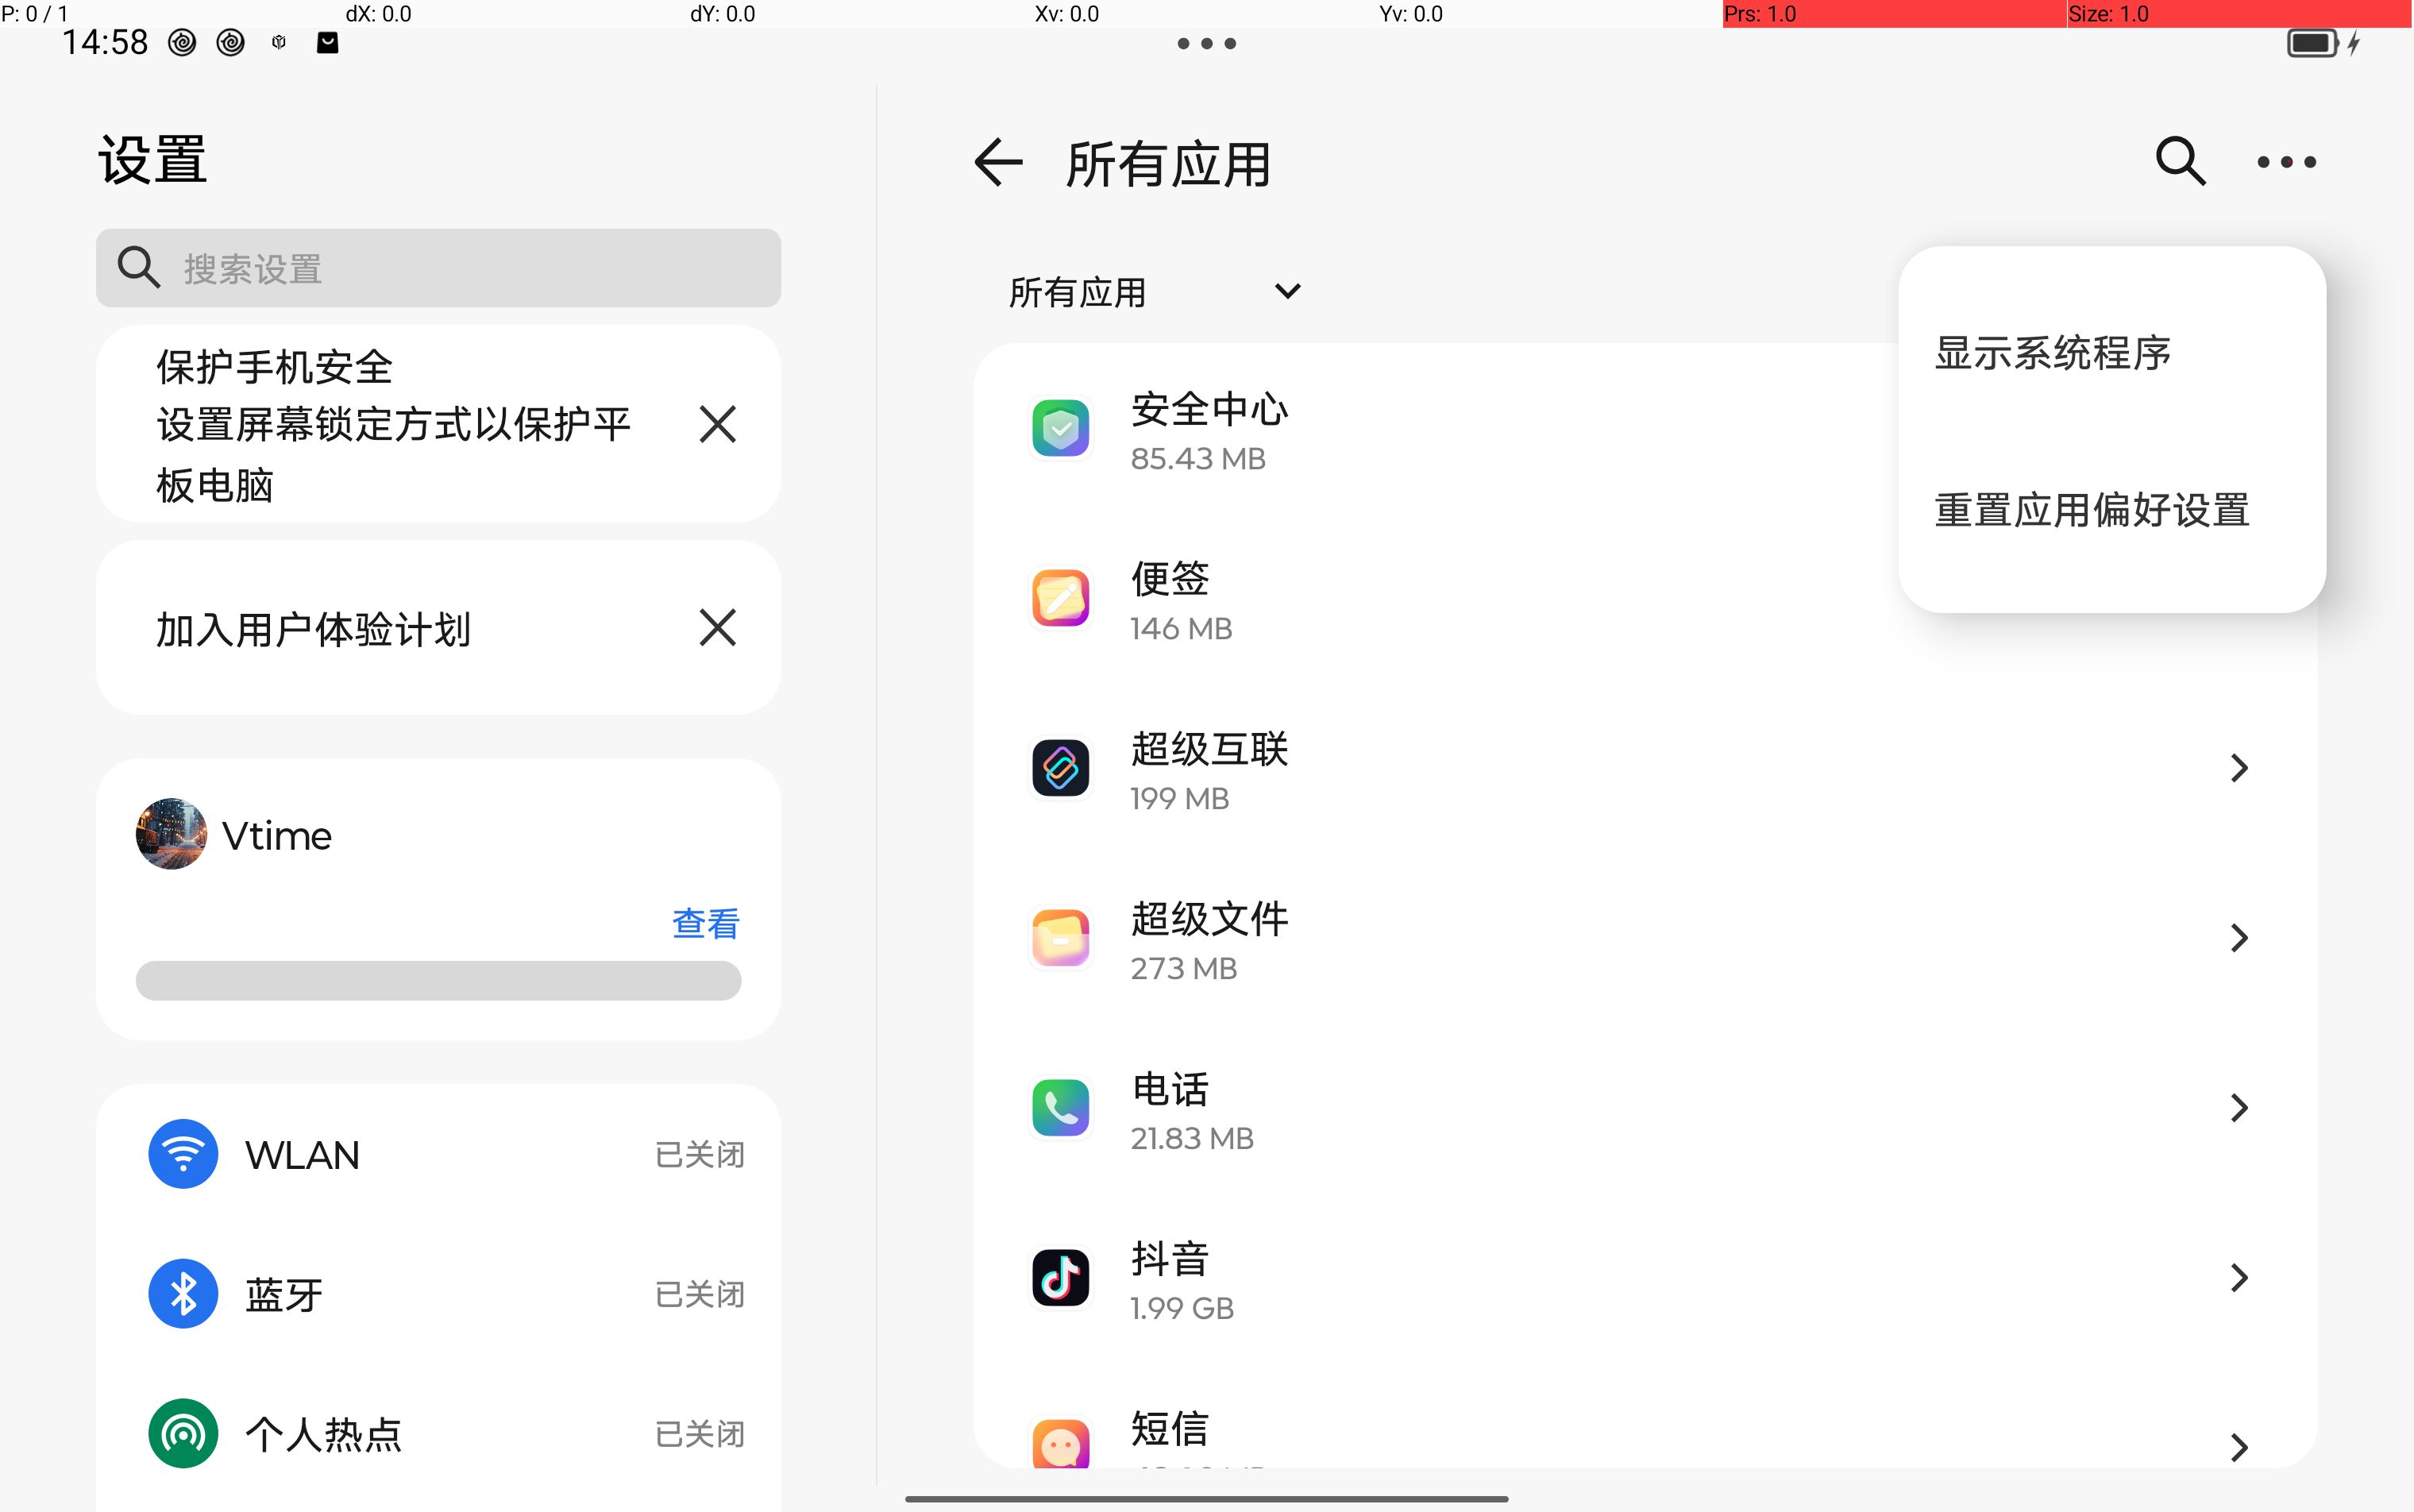 P: 0 / 1
dX: 0.0
dY: 0.0
Xv: 0.0
Yv: 0.0
Prs: 1.0
Size: 1.0
14:58
设置
搜索设置
保护手机安全
设置屏幕锁定方式以保护平
板电脑
加入用户体验计划
Vtime
查看
WLAN
已关闭
蓝牙
已关闭
个人热点
已关闭
所有应用
所有应用
显示系统程序
重置应用偏好设置
安全中心
85.43 MB
便签
146 MB
超级互联
199 MB
超级文件
273 MB
电话
21.83 MB
抖音
1.99 GB
短信